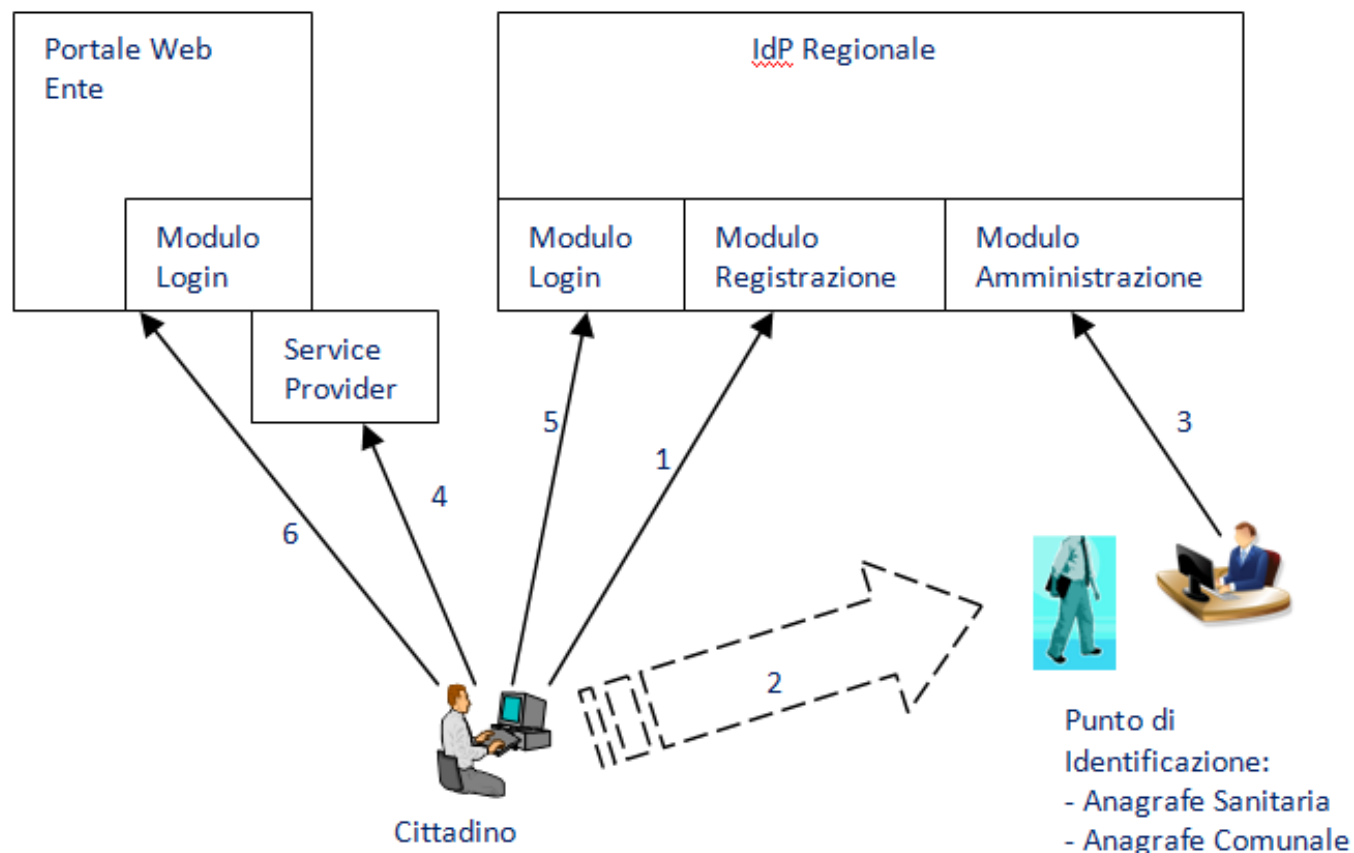 Portale Web
Ente
Modulo
Login
Service
Provider
IdP Regionale
Modulo
Login
Modulo
Registrazione
Modulo
Amministrazione
5
1
3
4
6
2
Cittadino
Punto di
Identificazione:
- Anagrafe Sanitaria
- Anagrafe Comunale